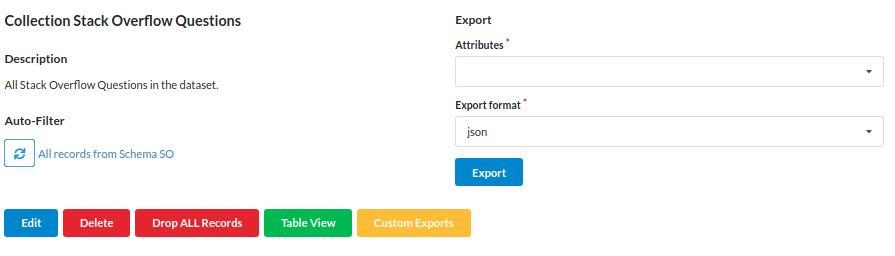 Collection Stack Overflow Questions
Description
All Stack Overflow Questions in the dataset.
Auto-Filter
All records from Schema SO
Export
Attributes *
Export format *
json
Export
Edit
Delete
Drop ALL Records
Table View
Custom Exports